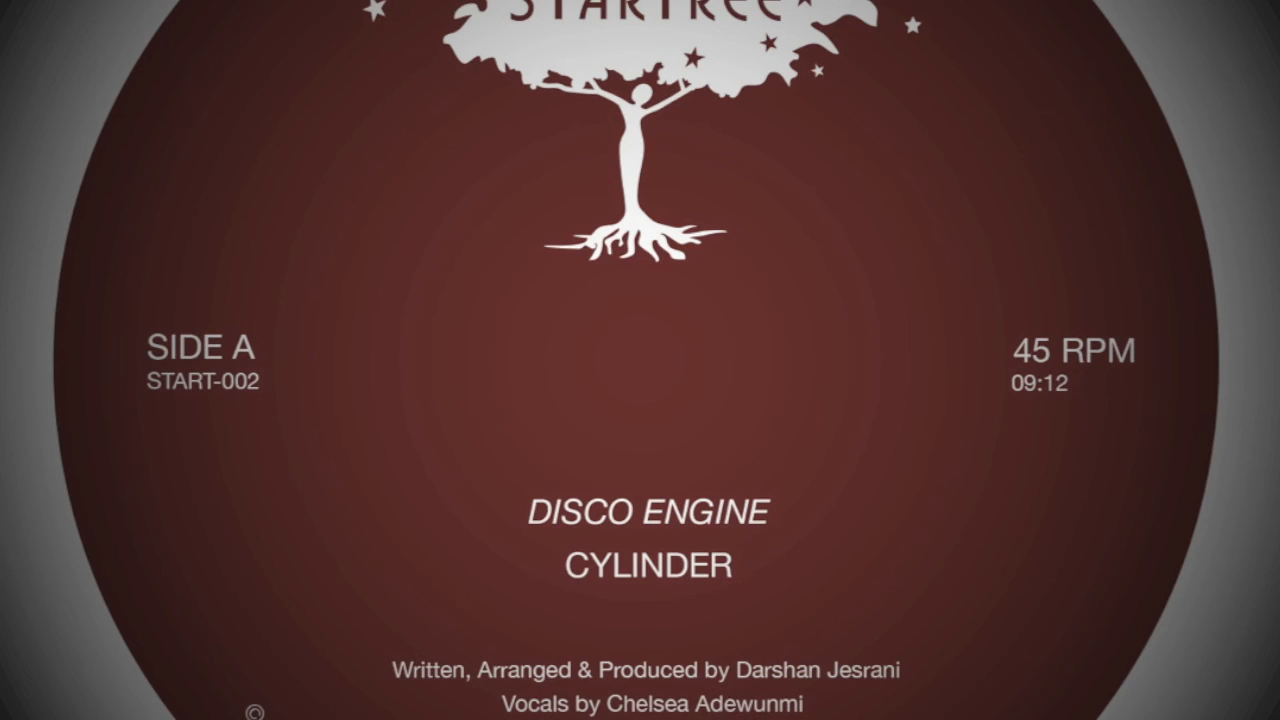 STARTREE
SIDE A
START-002
45 RPM
09:12
DISCO ENGINE
CYLINDER
Written, Arranged & Produced by Darshan Jesrani
Vocals by Chelsea Adewunmi
©